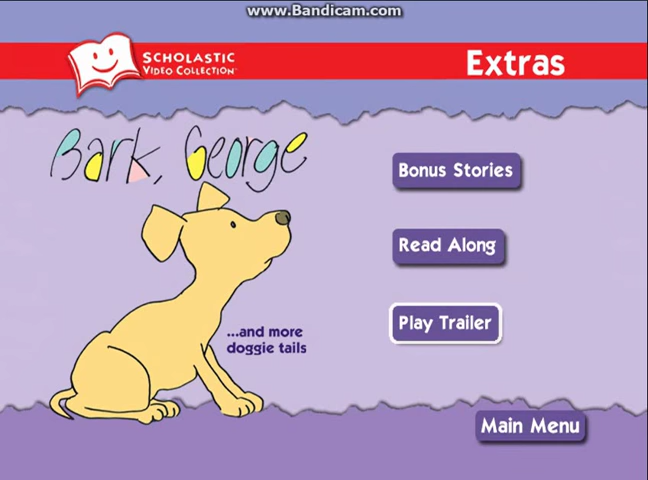 www.Bandicam.com
SCHOLASTIC
VIDEO COLLECTION™
Extras
Bark, George
Bonus Stories
Read Along
Play Trailer
...and more
doggie tails
Main Menu